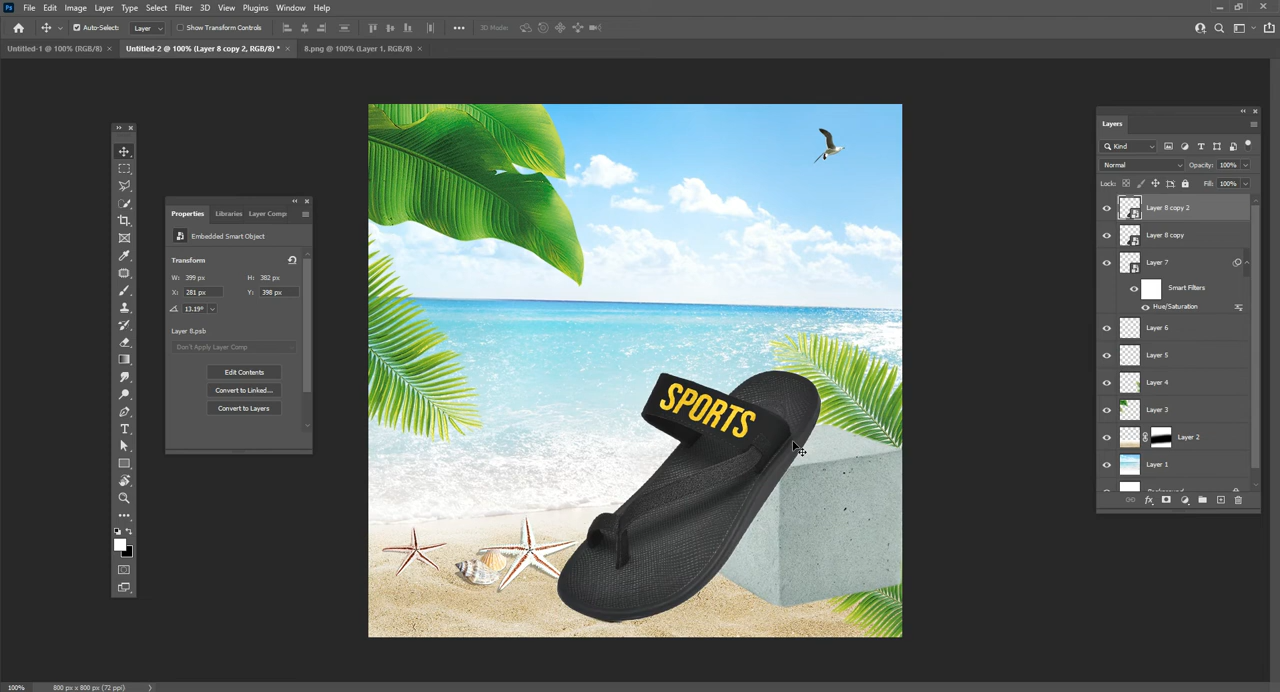 Ps File Edit Image Layer Type Select Filter 3D View Plugins Window Help
Auto-Select: Layer Show Transform Controls 3D Mode:
Untitled-1 @ 100% (RGB/8) × Untitled-2 @ 100% (Layer 8 copy 2, RGB/8) * × 8.png @ 100% (Layer 1, RGB/8) ×
Properties Libraries Layer Comp
Embedded Smart Object
Transform
W: 399 px H: 382 px
X: 281 px Y: 398 px
13.19°
Layer 8.psb
Don't Apply Layer Comp
Edit Contents
Convert to Linked...
Convert to Layers
SPORTS
Layers
Kind
Normal Opacity: 100%
Lock: Fill: 100%
Layer 8 copy 2
Layer 8 copy
Layer 7
Smart Filters
Hue/Saturation
Layer 6
Layer 5
Layer 4
Layer 3
Layer 2
Layer 1
fx
100% 800 px x 800 px (72 ppi)